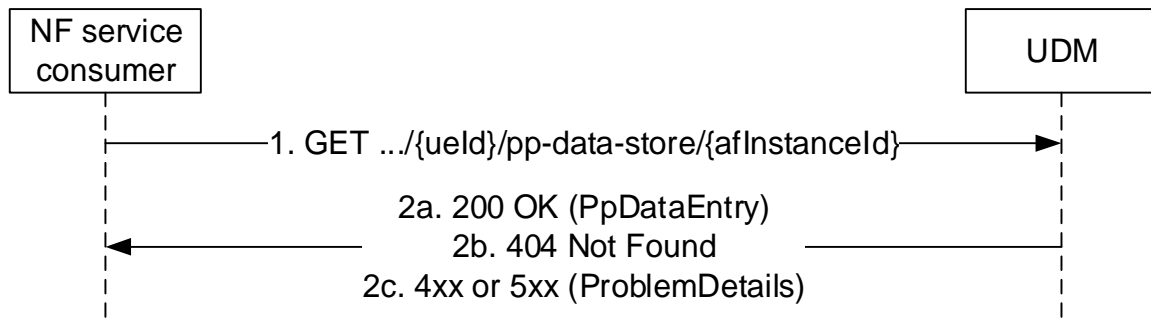 NF service
consumer
UDM
1. GET .../{ueId}/pp-data-store/{afInstanceId}
2a. 200 OK (PpDataEntry)
2b. 404 Not Found
2c. 4xx or 5xx (ProblemDetails)